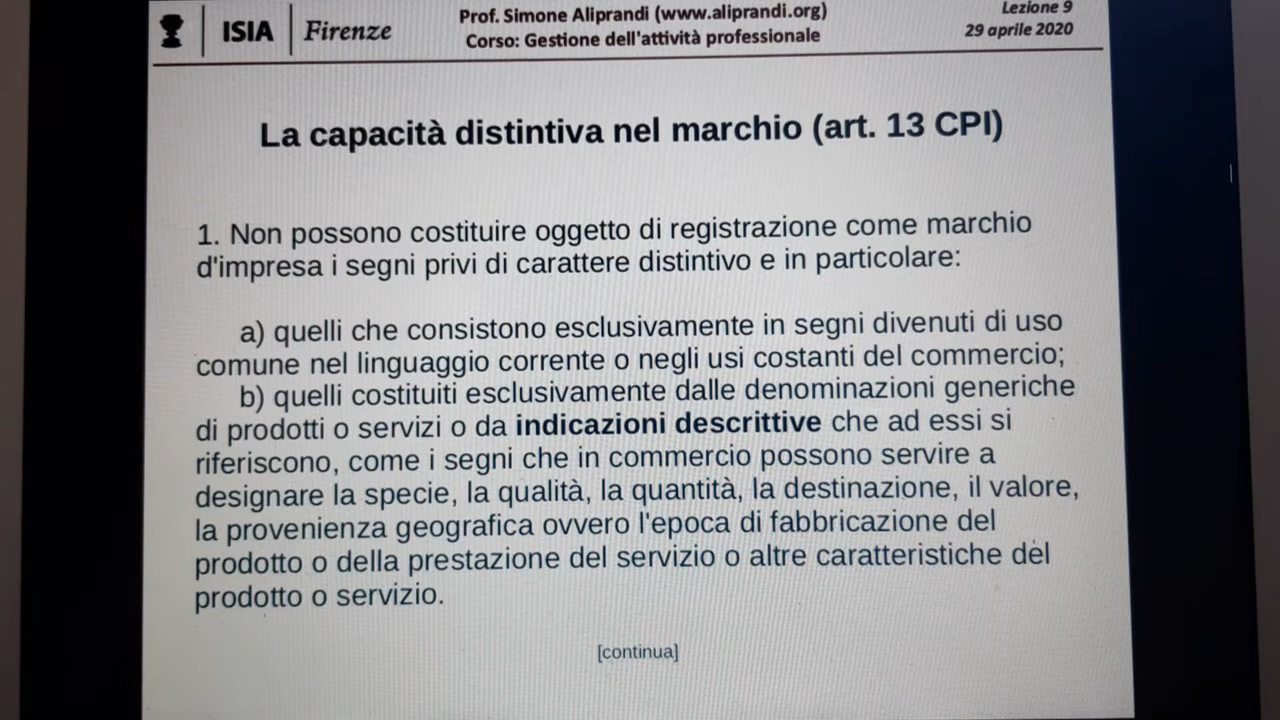 ISIA Firenze
Prof. Simone Aliprandi (www.aliprandi.org)
Corso: Gestione dell'attività professionale
Lezione 9
29 aprile 2020
La capacità distintiva nel marchio (art. 13 CPI)
1. Non possono costituire oggetto di registrazione come marchio
d'impresa i segni privi di carattere distintivo e in particolare:
a) quelli che consistono esclusivamente in segni divenuti di uso
comune nel linguaggio corrente o negli usi costanti del commercio;
b) quelli costituiti esclusivamente dalle denominazioni generiche
di prodotti o servizi o da indicazioni descrittive che ad essi si
riferiscono, come i segni che in commercio possono servire a
designare la specie, la qualità, la quantità, la destinazione, il valore,
la provenienza geografica ovvero l'epoca di fabbricazione del
prodotto o della prestazione del servizio o altre caratteristiche del
prodotto o servizio.
[continua]